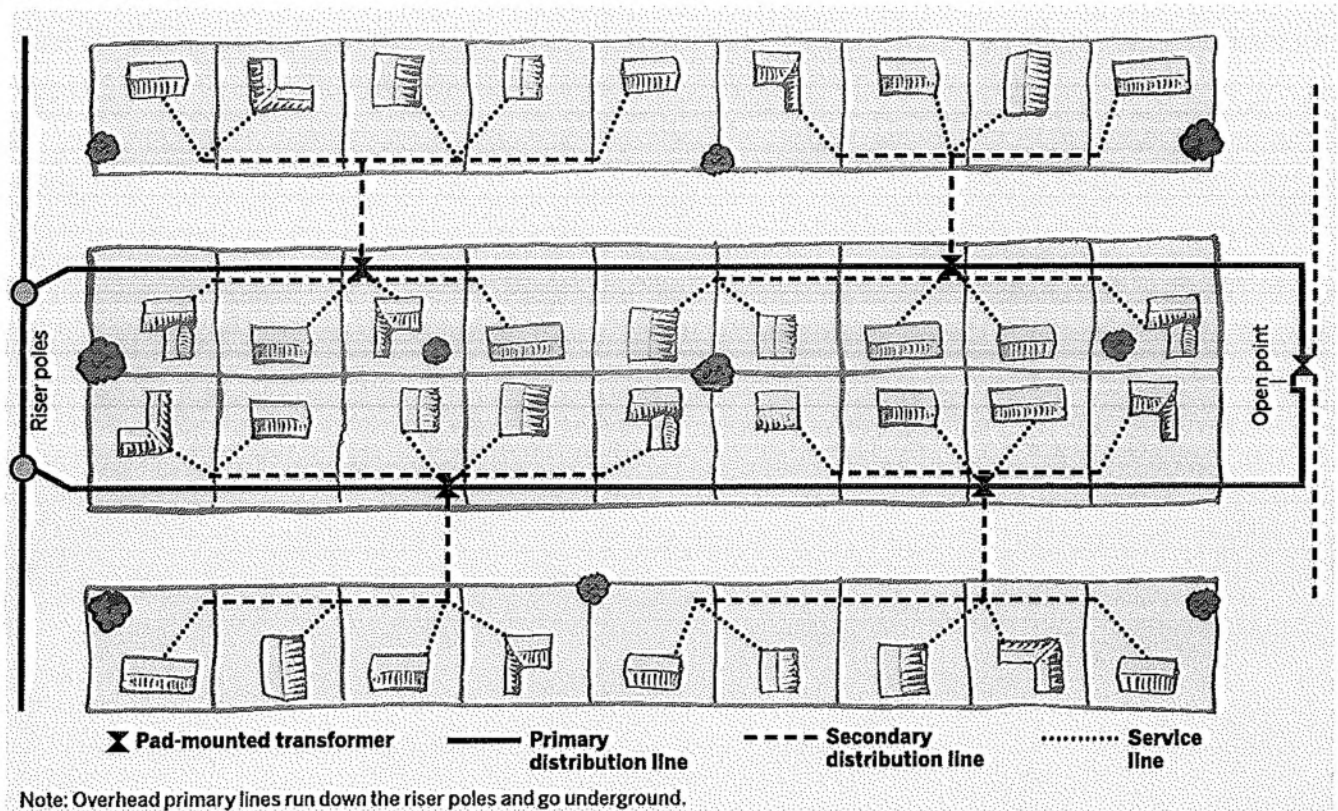 Riser poles
Open point
Pad-mounted transformer
Primary
distribution line
Secondary
distribution line
Service
line
Note: Overhead primary lines run down the riser poles and go underground.